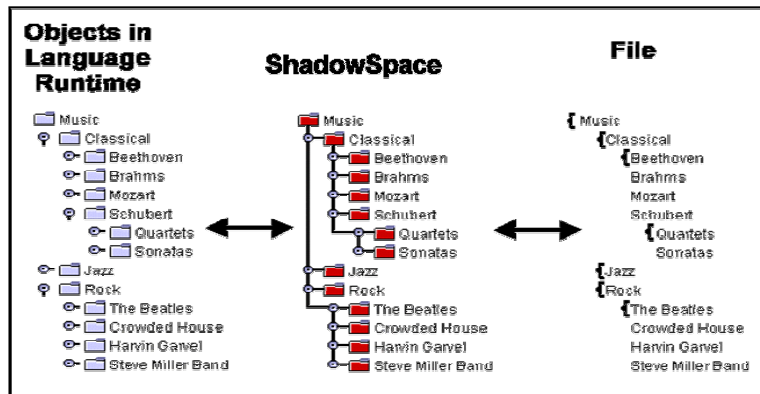 Objects in
Language
Runtime
Music
Classical
Beethoven
Brahms
Mozart
Schubert
Quartets
Sonatas
Jazz
Rock
The Beatles
Crowded House
Harvin Garvel
Steve Miller Band
ShadowSpace
Music
Classical
Beethoven
Brahms
Mozart
Schubert
Quartets
Sonatas
Jazz
Rock
The Beatles
Crowded House
Harvin Garvel
Steve Miller Band
File
{ Music
{Classical
{Beethoven
Brahms
Mozart
Schubert
{Quartets
Sonatas
{Jazz
{Rock
{The Beatles
Crowded House
Harvin Garvel
Steve Miller Band